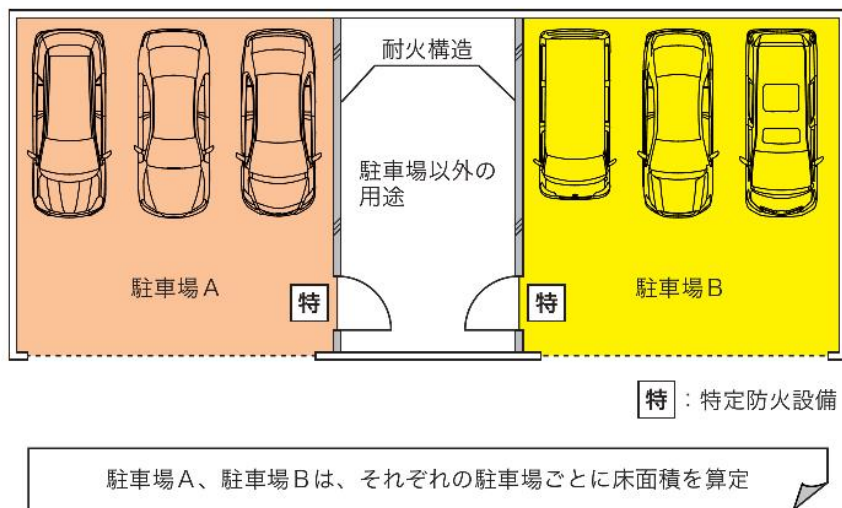 耐火構造
駐車場以外の
用途
駐車場A
特
特
駐車場B
特：特定防火設備
駐車場A、駐車場Bは、それぞれの駐車場ごとに床面積を算定